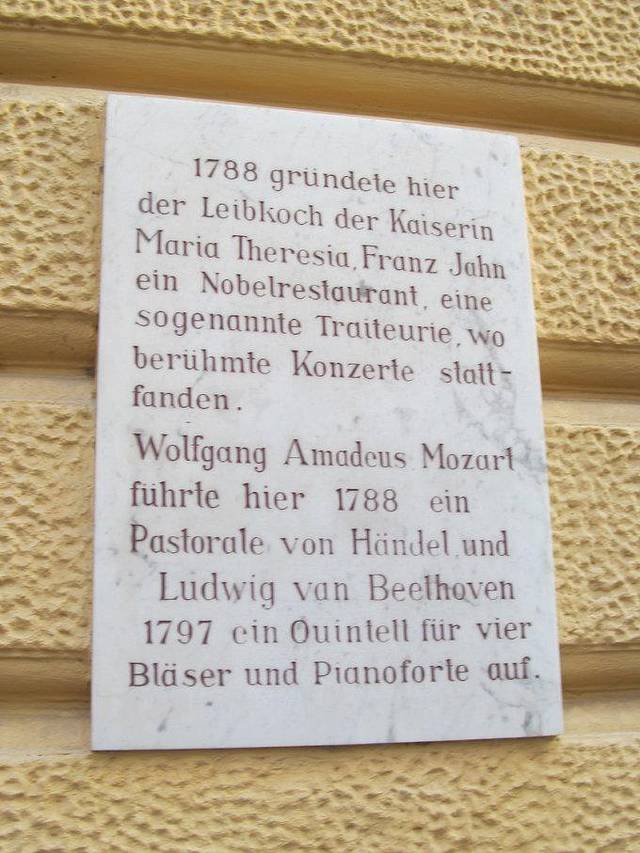 1788 gründete hier
der Leibkoch der Kaiserin
Maria Theresia, Franz Jahn
ein Nobelrestaurant, eine
sogenannte Traiteurie, wo
berühmte Konzerte statt-
fanden.
Wolfgang Amadeus Mozart
führte hier 1788 ein
Pastorale von Händel und
Ludwig van Beethoven
1797 ein Quintett für vier
Bläser und Pianoforte auf.